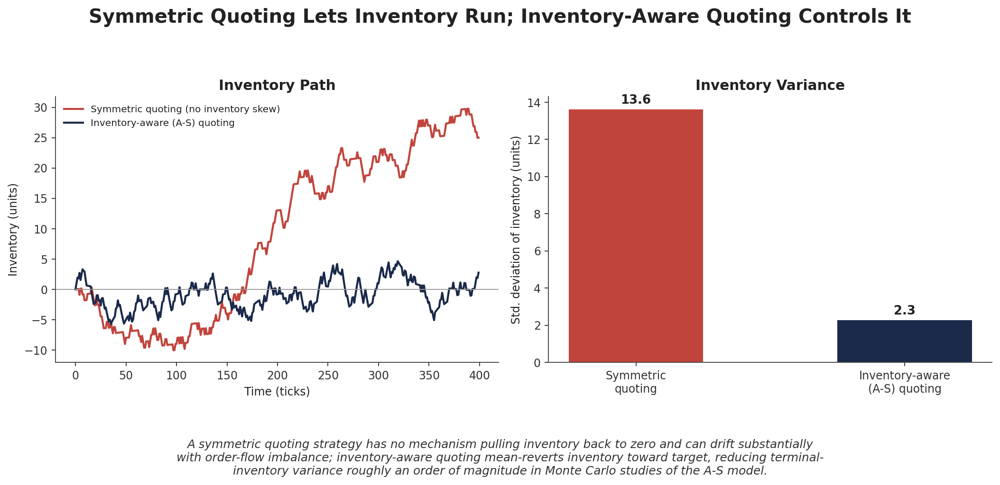 Symmetric Quoting Lets Inventory Run; Inventory-Aware Quoting Controls It
Inventory Path
Symmetric quoting (no inventory skew)
Inventory-aware (A-S) quoting
Inventory (units)
30
25
20
15
10
5
0
−5
−10
0
50
100
150
200
250
300
350
400
Time (ticks)
Inventory Variance
Std. deviation of inventory (units)
14
12
10
8
6
4
2
0
13.6
2.3
Symmetric
quoting
Inventory-aware
(A-S) quoting
A symmetric quoting strategy has no mechanism pulling inventory back to zero and can drift substantially
with order-flow imbalance; inventory-aware quoting mean-reverts inventory toward target, reducing terminal-
inventory variance roughly an order of magnitude in Monte Carlo studies of the A-S model.